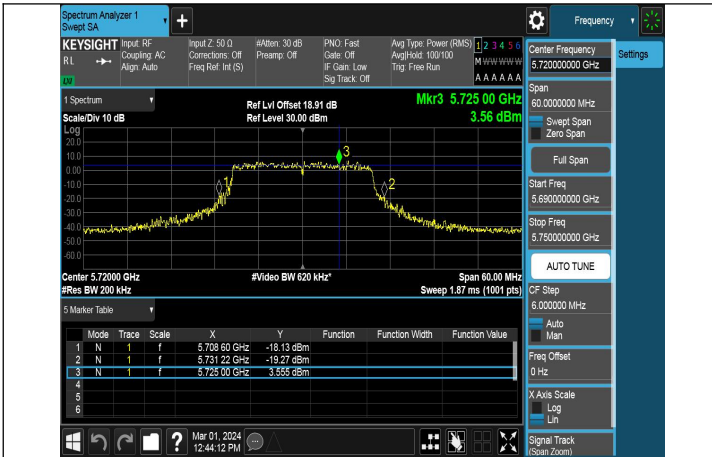 Spectrum Analyzer 1
Swept SA
+
Frequency
KEYSIGHT Input: RF
RL
Coupling: AC
Align: Auto
LXI
Input Z: 50 Ω
Corrections: Off
Freq Ref: Int (S)
#Atten: 30 dB
Preamp: Off
PNO: Fast
Gate: Off
IF Gain: Low
Sig Track: Off
Avg Type: Power (RMS)
Avg|Hold: 100/100
Trig: Free Run
1 2 3 4 5 6
M W W W W W
A A A A A A
1 Spectrum
Scale/Div 10 dB
Ref Lvl Offset 18.91 dB
Ref Level 30.00 dBm
Mkr3 5.725 00 GHz
3.56 dBm
Log
20.0
10.0
0.00
-10.0
-20.0
-30.0
-40.0
-50.0
-60.0
1
2
3
Center 5.72000 GHz
#Res BW 200 kHz
#Video BW 620 kHz*
Span 60.00 MHz
Sweep 1.87 ms (1001 pts)
5 Marker Table
Mode Trace Scale X Y Function Function Width Function Value
1 N 1 f 5.708 60 GHz -18.13 dBm
2 N 1 f 5.731 22 GHz -19.27 dBm
3 N 1 f 5.725 00 GHz 3.555 dBm
4
5
6
Mar 01, 2024
12:44:12 PM
?
Center Frequency
5.720000000 GHz
Settings
Span
60.0000000 MHz
Swept Span
Zero Span
Full Span
Start Freq
5.690000000 GHz
Stop Freq
5.750000000 GHz
AUTO TUNE
CF Step
6.000000 MHz
Auto
Man
Freq Offset
0 Hz
X Axis Scale
Log
Lin
Signal Track
(Span Zoom)